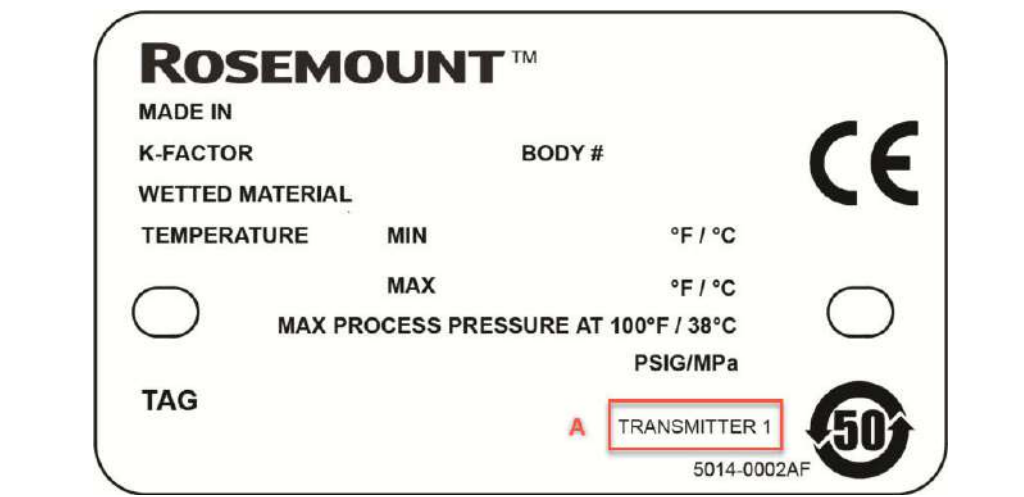 ROSEMOUNT™
MADE IN
K-FACTOR BODY #
WETTED MATERIAL
TEMPERATURE MIN °F / °C
MAX °F / °C
MAX PROCESS PRESSURE AT 100°F / 38°C
PSIG/MPa
TAG
A TRANSMITTER 1
50
5014-0002AF
CE